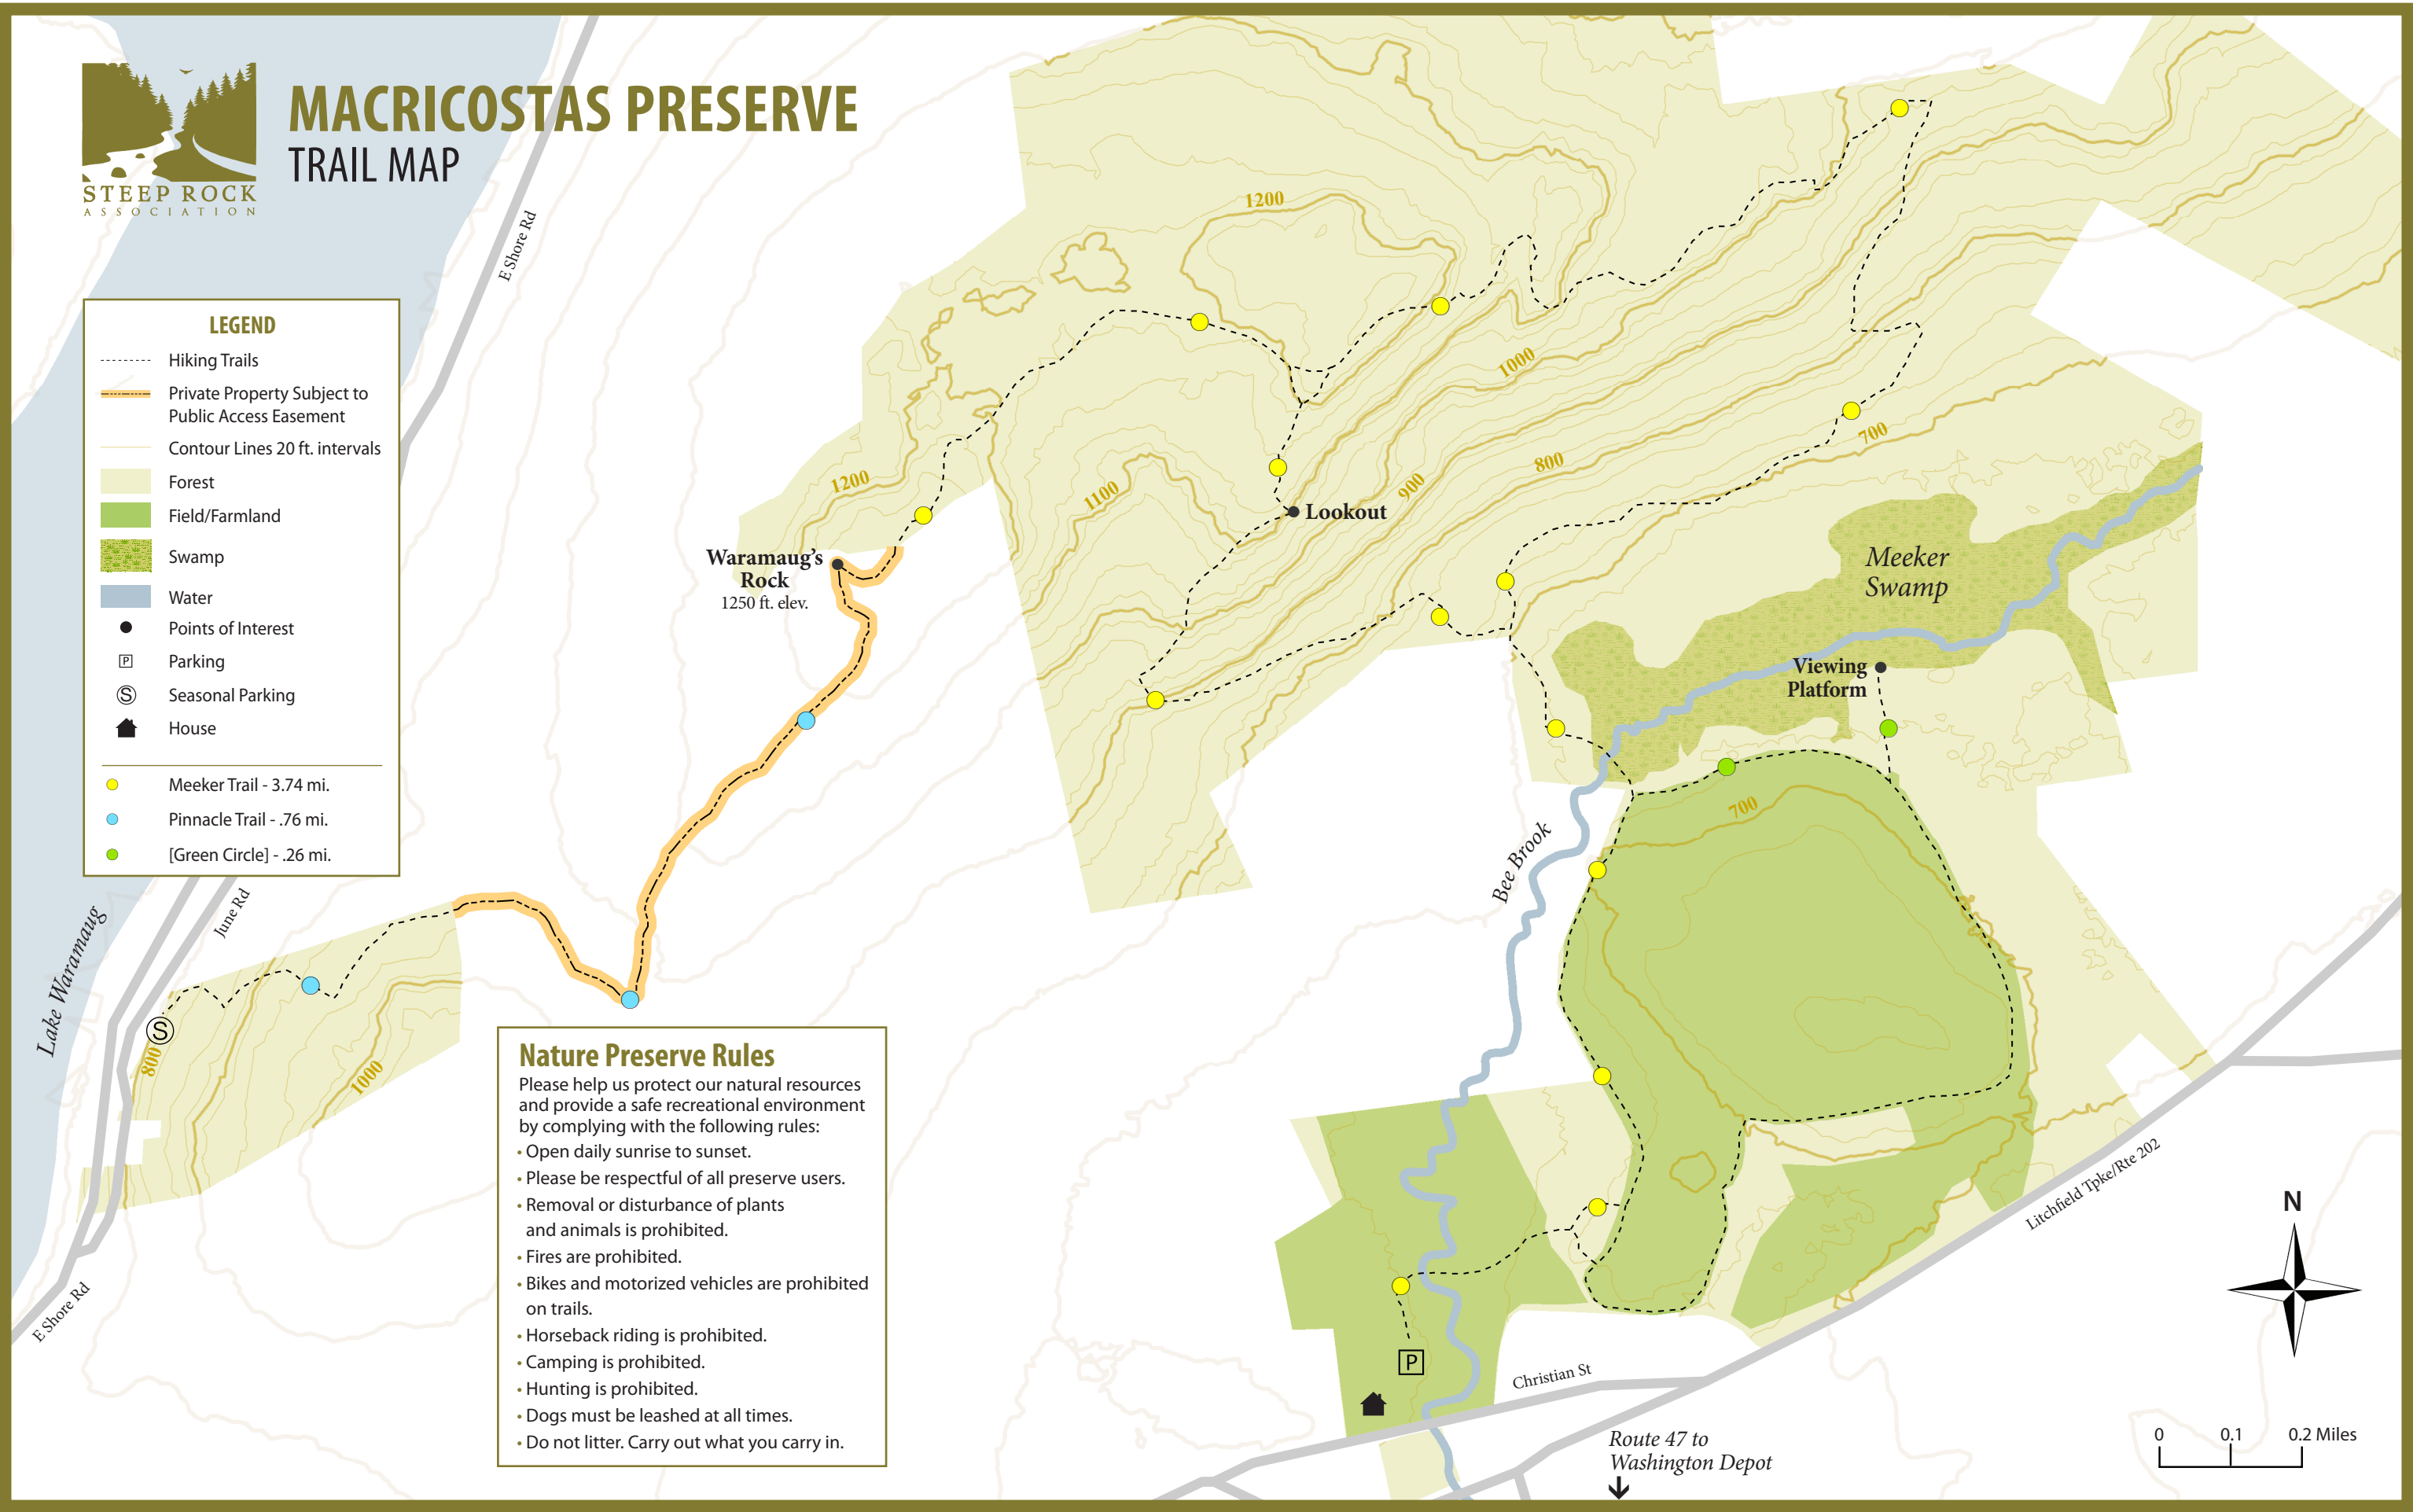 MACRICOSTAS PRESERVE
TRAIL MAP
STEEP ROCK
ASSOCIATION
E Shore Rd
LEGEND
Hiking Trails
Private Property Subject to
Public Access Easement
Contour Lines 20 ft. intervals
Forest
Field/Farmland
Swamp
Water
Points of Interest
P
Parking
S
Seasonal Parking
House
Meeker Trail - 3.74 mi.
Pinnacle Trail - .76 mi.
[Green Circle] - .26 mi.
1200
1000
1200
1100
900
800
700
Lookout
Waramaug's
Rock
1250 ft. elev.
Meeker
Swamp
Viewing
Platform
700
Bee Brook
June Rd
Lake Waramaug
S
800
1000
E Shore Rd
Nature Preserve Rules
Please help us protect our natural resources
and provide a safe recreational environment
by complying with the following rules:
• Open daily sunrise to sunset.
• Please be respectful of all preserve users.
• Removal or disturbance of plants
and animals is prohibited.
• Fires are prohibited.
• Bikes and motorized vehicles are prohibited
on trails.
• Horseback riding is prohibited.
• Camping is prohibited.
• Hunting is prohibited.
• Dogs must be leashed at all times.
• Do not litter. Carry out what you carry in.
Litchfield Tpke/Rte 202
N
P
Christian St
Route 47 to
Washington Depot
0 0.1 0.2 Miles